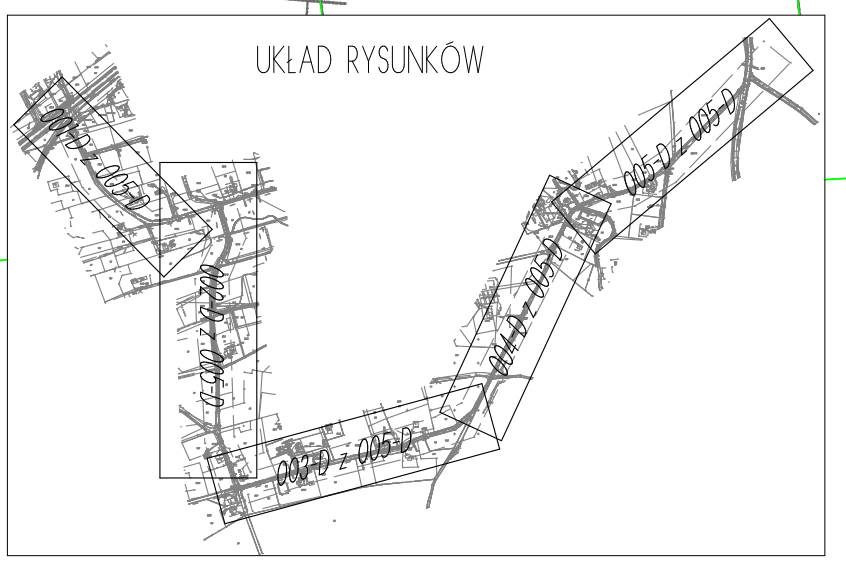 UKŁAD RYSUNKÓW
001-D z 005-D
002-D z 005-D
003-D z 005-D
004-D z 005-D
005-D z 005-D